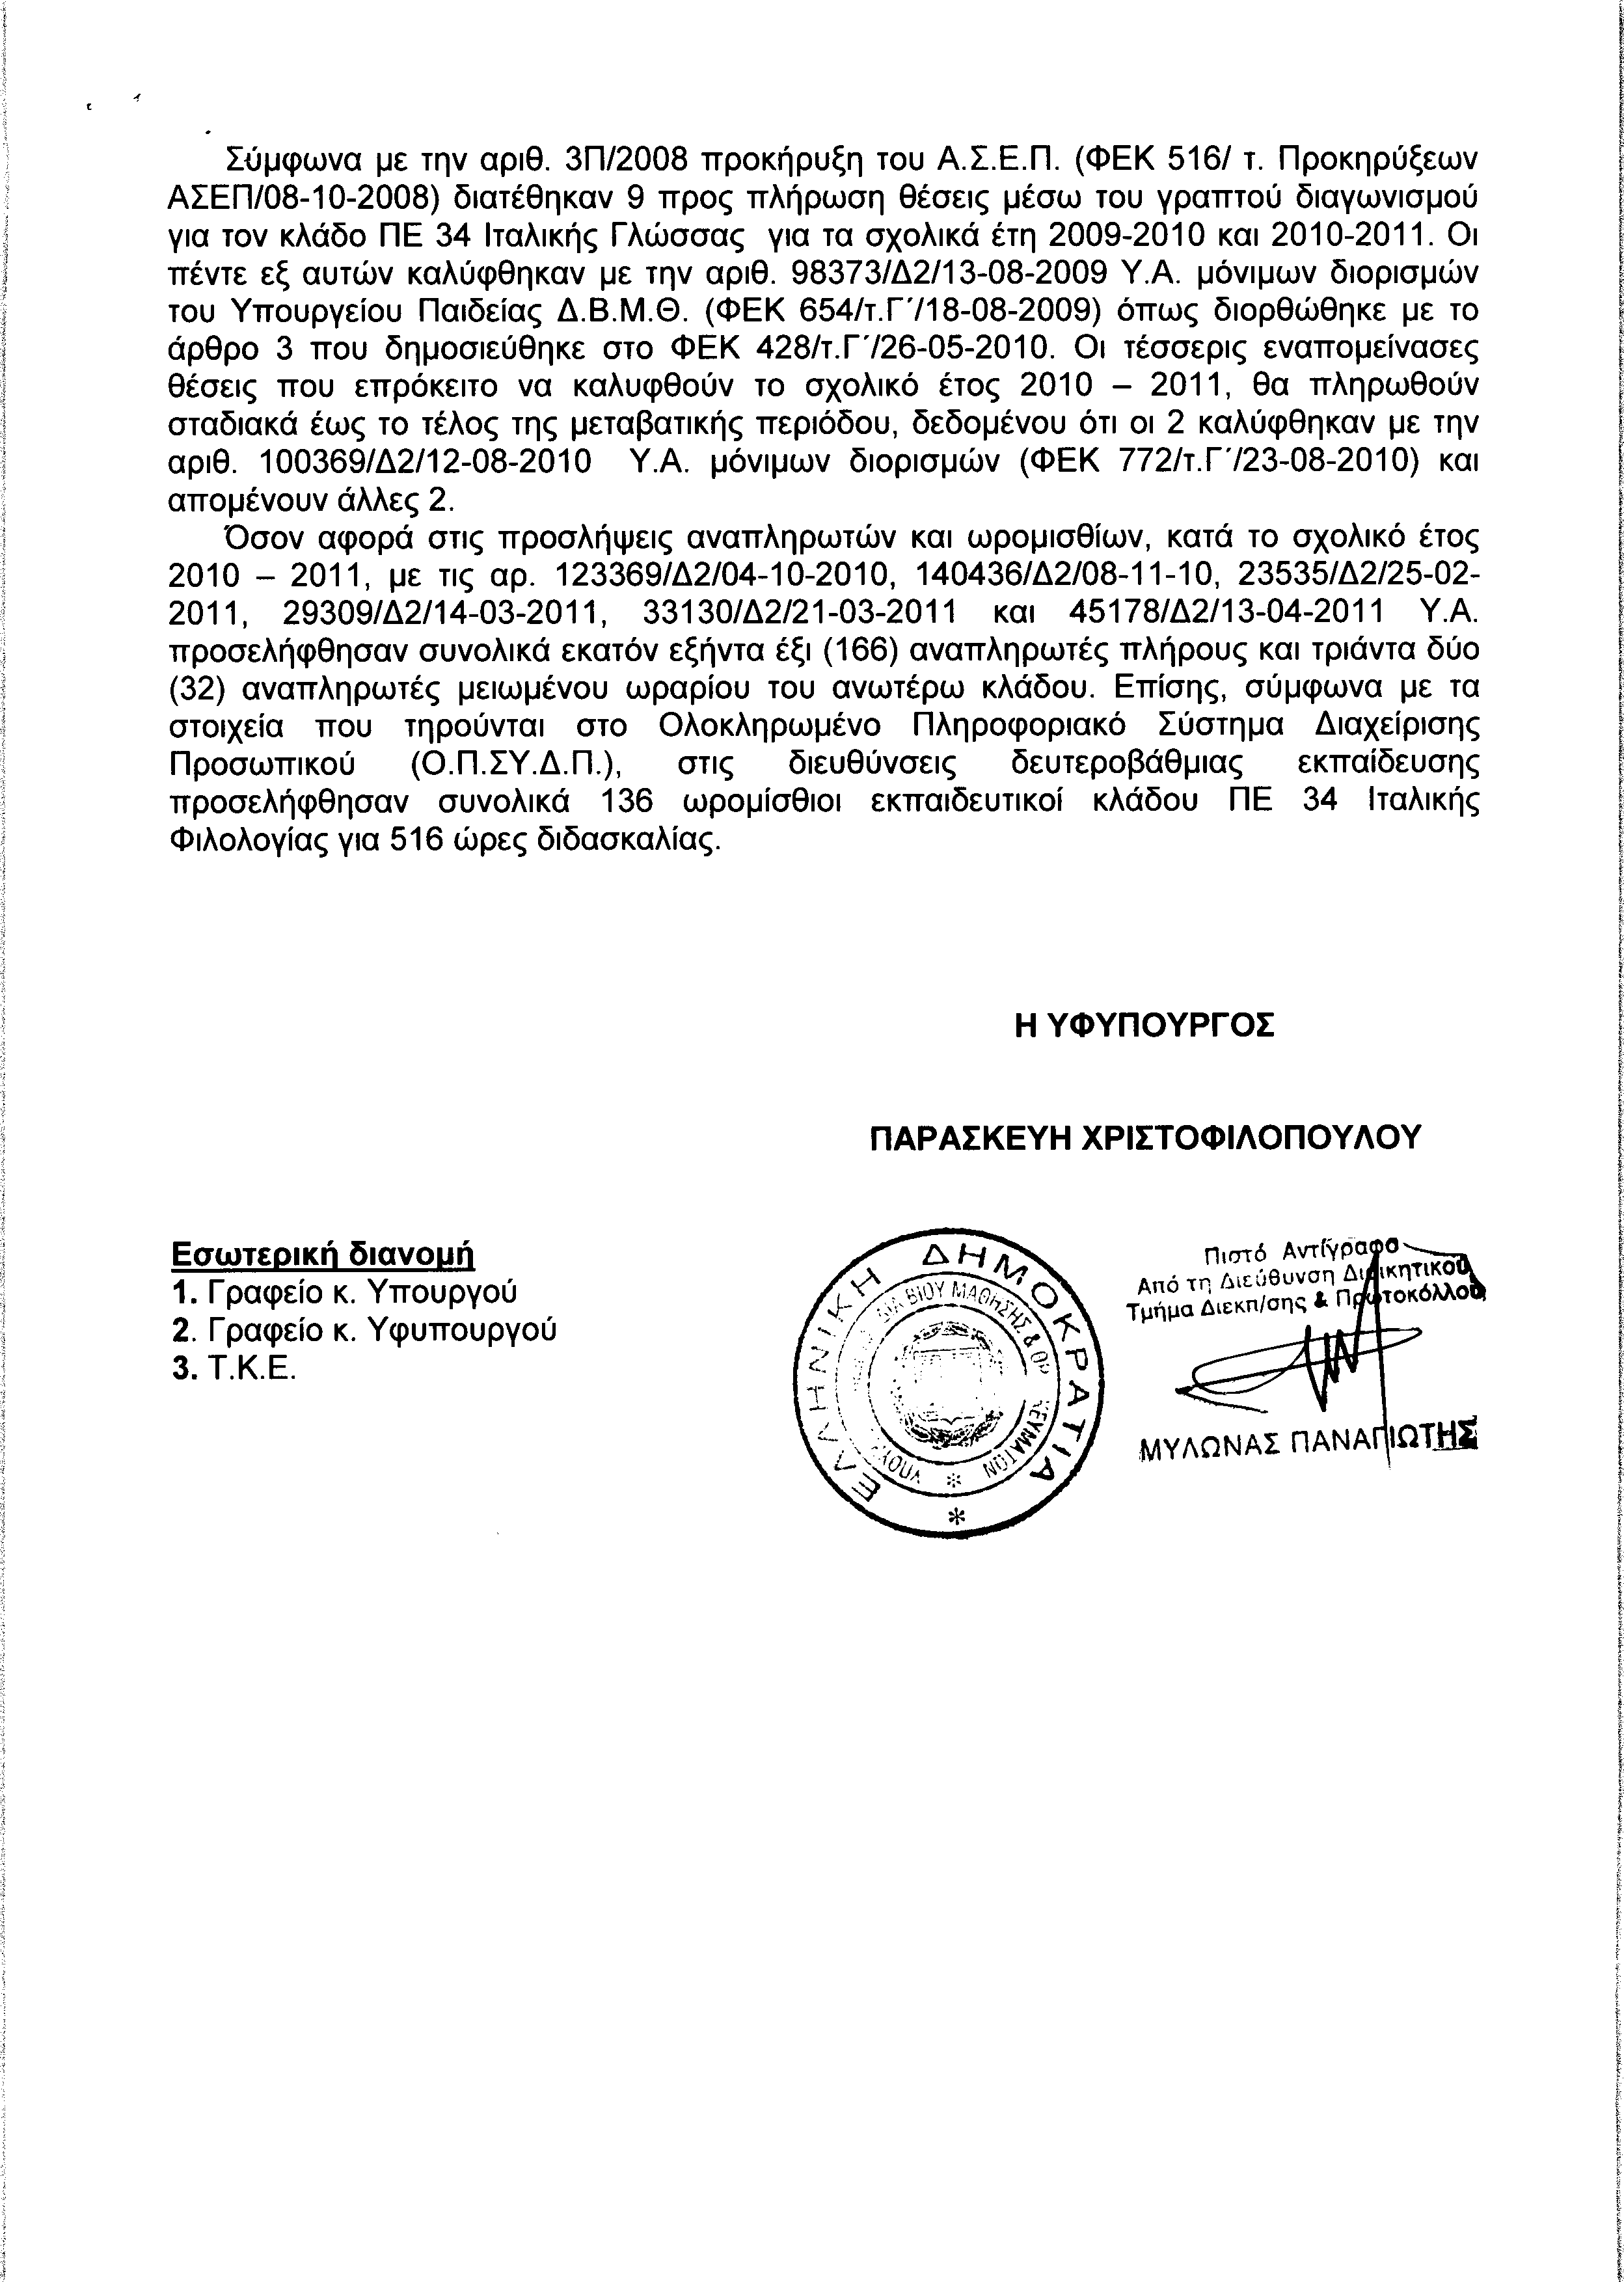 Σύμφωνα με την αριθ. 3Π/2008 προκήρυξη του Α.Σ.Ε.Π. (ΦΕΚ 516/ τ. Προκηρύξεων
ΑΣΕΠ/08-10-2008) διατέθηκαν 9 προς πλήρωση θέσεις μέσω του γραπτού διαγωνισμού
για τον κλάδο ΠΕ 34 Ιταλικής Γλώσσας για τα σχολικά έτη 2009-2010 και 2010-2011. Οι
πέντε εξ αυτών καλύφθηκαν με την αριθ. 98373/Δ2/13-08-2009 Υ.Α. μόνιμων διορισμών
του Υπουργείου Παιδείας Δ.Β.Μ.Θ. (ΦΕΚ 654/τ.Γ΄/18-08-2009) όπως διορθώθηκε με το
άρθρο 3 που δημοσιεύθηκε στο ΦΕΚ 428/τ.Γ΄/26-05-2010. Οι τέσσερις εναπομείνασες
θέσεις που επρόκειτο να καλυφθούν το σχολικό έτος 2010 – 2011, θα πληρωθούν
σταδιακά έως το τέλος της μεταβατικής περιόδου, δεδομένου ότι οι 2 καλύφθηκαν με την
αριθ. 100369/Δ2/12-08-2010 Υ.Α. μόνιμων διορισμών (ΦΕΚ 772/τ.Γ΄/23-08-2010) και
απομένουν άλλες 2.
Όσον αφορά στις προσλήψεις αναπληρωτών και ωρομισθίων, κατά το σχολικό έτος
2010 – 2011, με τις αρ. 123369/Δ2/04-10-2010, 140436/Δ2/08-11-10, 23535/Δ2/25-02-
2011, 29309/Δ2/14-03-2011, 33130/Δ2/21-03-2011 και 45178/Δ2/13-04-2011 Υ.Α.
προσελήφθησαν συνολικά εκατόν εξήντα έξι (166) αναπληρωτές πλήρους και τριάντα δύο
(32) αναπληρωτές μειωμένου ωραρίου του ανωτέρω κλάδου. Επίσης, σύμφωνα με τα
στοιχεία που τηρούνται στο Ολοκληρωμένο Πληροφοριακό Σύστημα Διαχείρισης
Προσωπικού (Ο.Π.ΣΥ.Δ.Π.), στις διευθύνσεις δευτεροβάθμιας εκπαίδευσης
προσελήφθησαν συνολικά 136 ωρομίσθιοι εκπαιδευτικοί κλάδου ΠΕ 34 Ιταλικής
Φιλολογίας για 516 ώρες διδασκαλίας.
Η ΥΦΥΠΟΥΡΓΟΣ
ΠΑΡΑΣΚΕΥΗ ΧΡΙΣΤΟΦΙΛΟΠΟΥΛΟΥ
Εσωτερική διανομή
1. Γραφείο κ. Υπουργού
2. Γραφείο κ. Υφυπουργού
3. Τ.Κ.Ε.
ΕΛΛΗΝΙΚΗ ΔΗΜΟΚΡΑΤΙΑ *
ΔΙΑ ΒΙΟΥ ΜΑΘΗΣΗΣ &
Πιστό Αντίγραφο
Από τη Διεύθυνση Διοικητικού
Τμήμα Διεκπ/σης & Πρωτοκόλλου
ΜΥΛΩΝΑΣ ΠΑΝΑΓΙΩΤΗΣ